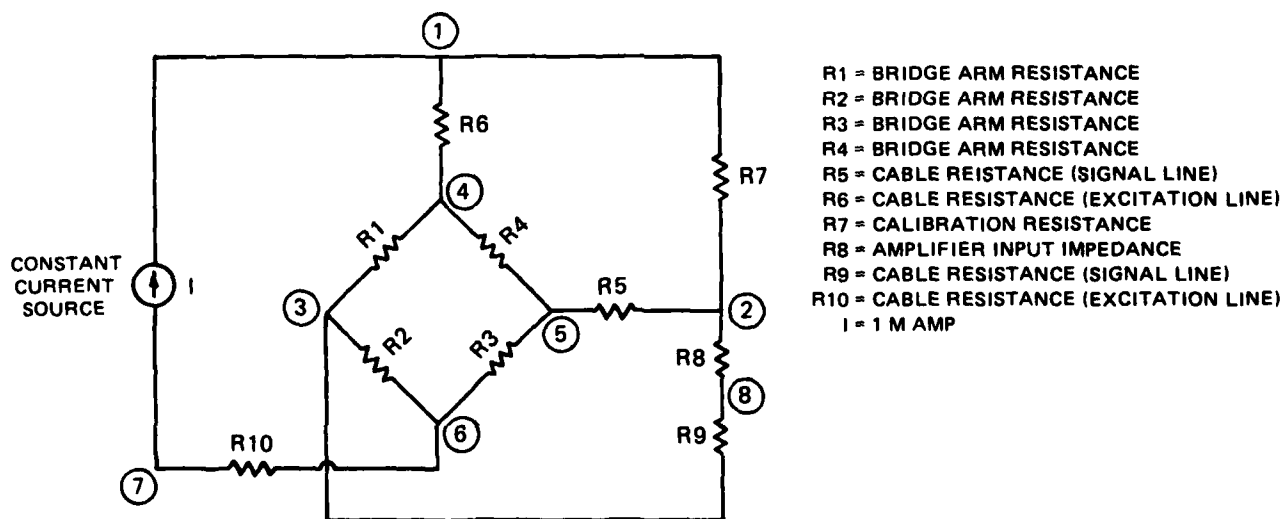 1
R6
R7
4
R1
R4
CONSTANT
CURRENT
SOURCE
I
3
R5
2
5
R2
R3
R8
8
R9
6
R10
7
R1 = BRIDGE ARM RESISTANCE
R2 = BRIDGE ARM RESISTANCE
R3 = BRIDGE ARM RESISTANCE
R4 = BRIDGE ARM RESISTANCE
R5 = CABLE REISTANCE (SIGNAL LINE)
R6 = CABLE RESISTANCE (EXCITATION LINE)
R7 = CALIBRATION RESISTANCE
R8 = AMPLIFIER INPUT IMPEDANCE
R9 = CABLE RESISTANCE (SIGNAL LINE)
R10 = CABLE RESISTANCE (EXCITATION LINE)
I = 1 M AMP